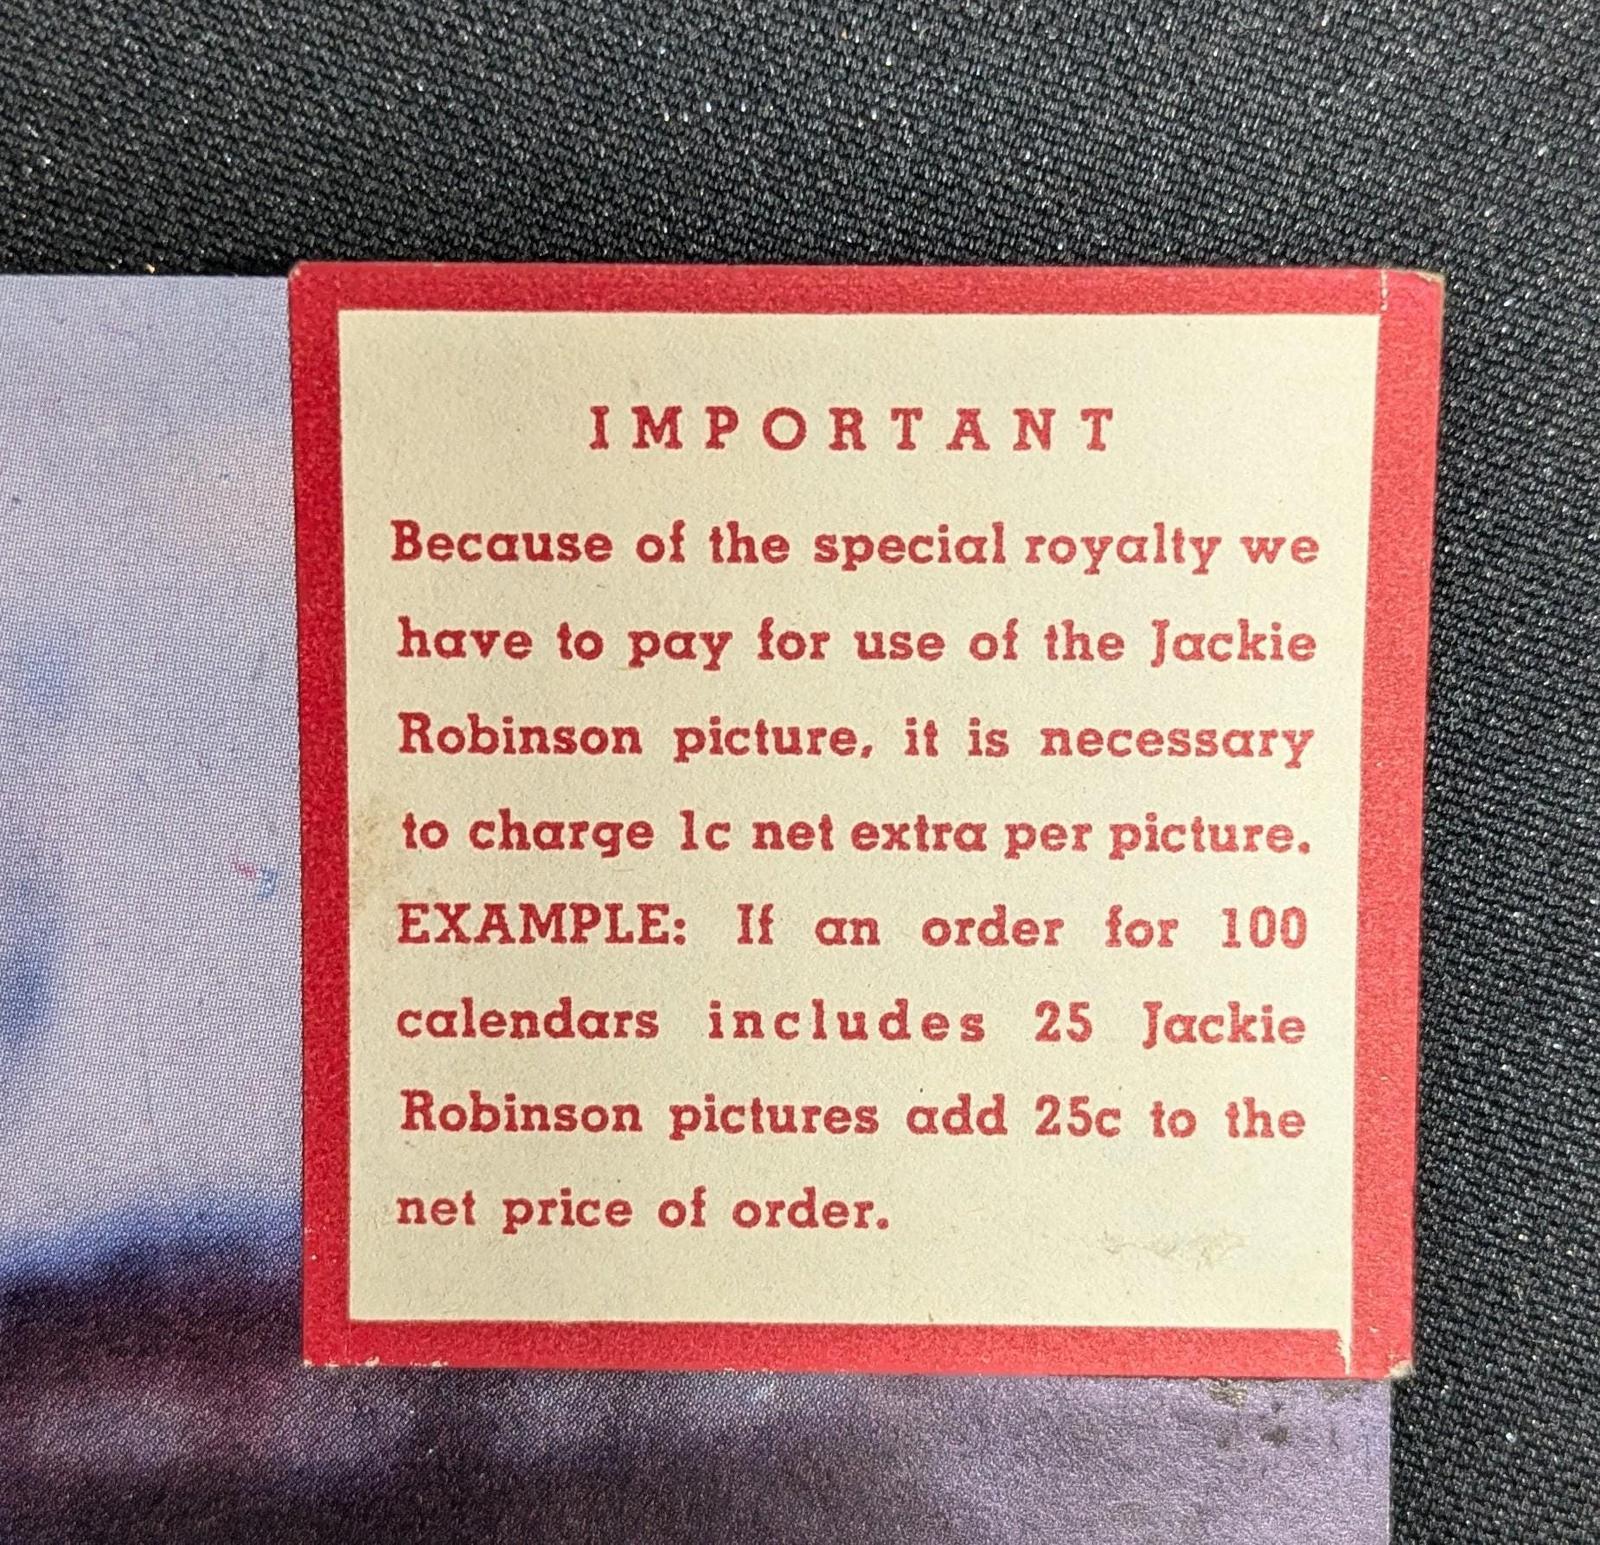 IMPORTANT
Because of the special royalty we
have to pay for use of the Jackie
Robinson picture, it is necessary
to charge 1c net extra per picture.
EXAMPLE: If an order for 100
calendars includes 25 Jackie
Robinson pictures add 25c to the
net price of order.